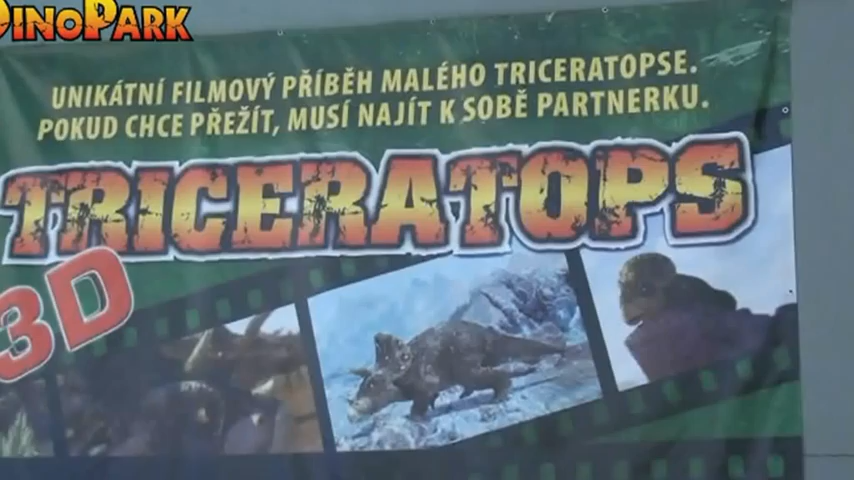 DINOPARK
UNIKÁTNÍ FILMOVÝ PŘÍBĚH MALÉHO TRICERATOPSE.
POKUD CHCE PŘEŽÍT, MUSÍ NAJÍT K SOBĚ PARTNERKU.
TRICERATOPS
3D